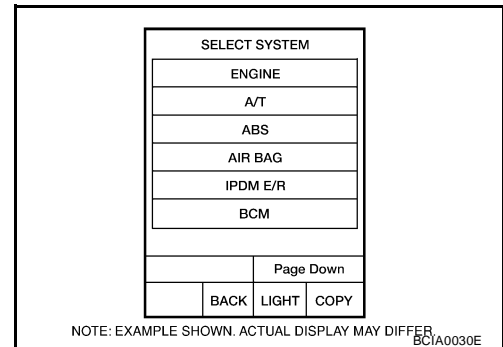 SELECT SYSTEM
ENGINE
A/T
ABS
AIR BAG
IPDM E/R
BCM
Page Down
BACK LIGHT COPY
NOTE: EXAMPLE SHOWN. ACTUAL DISPLAY MAY DIFFER.
BCIA0030E